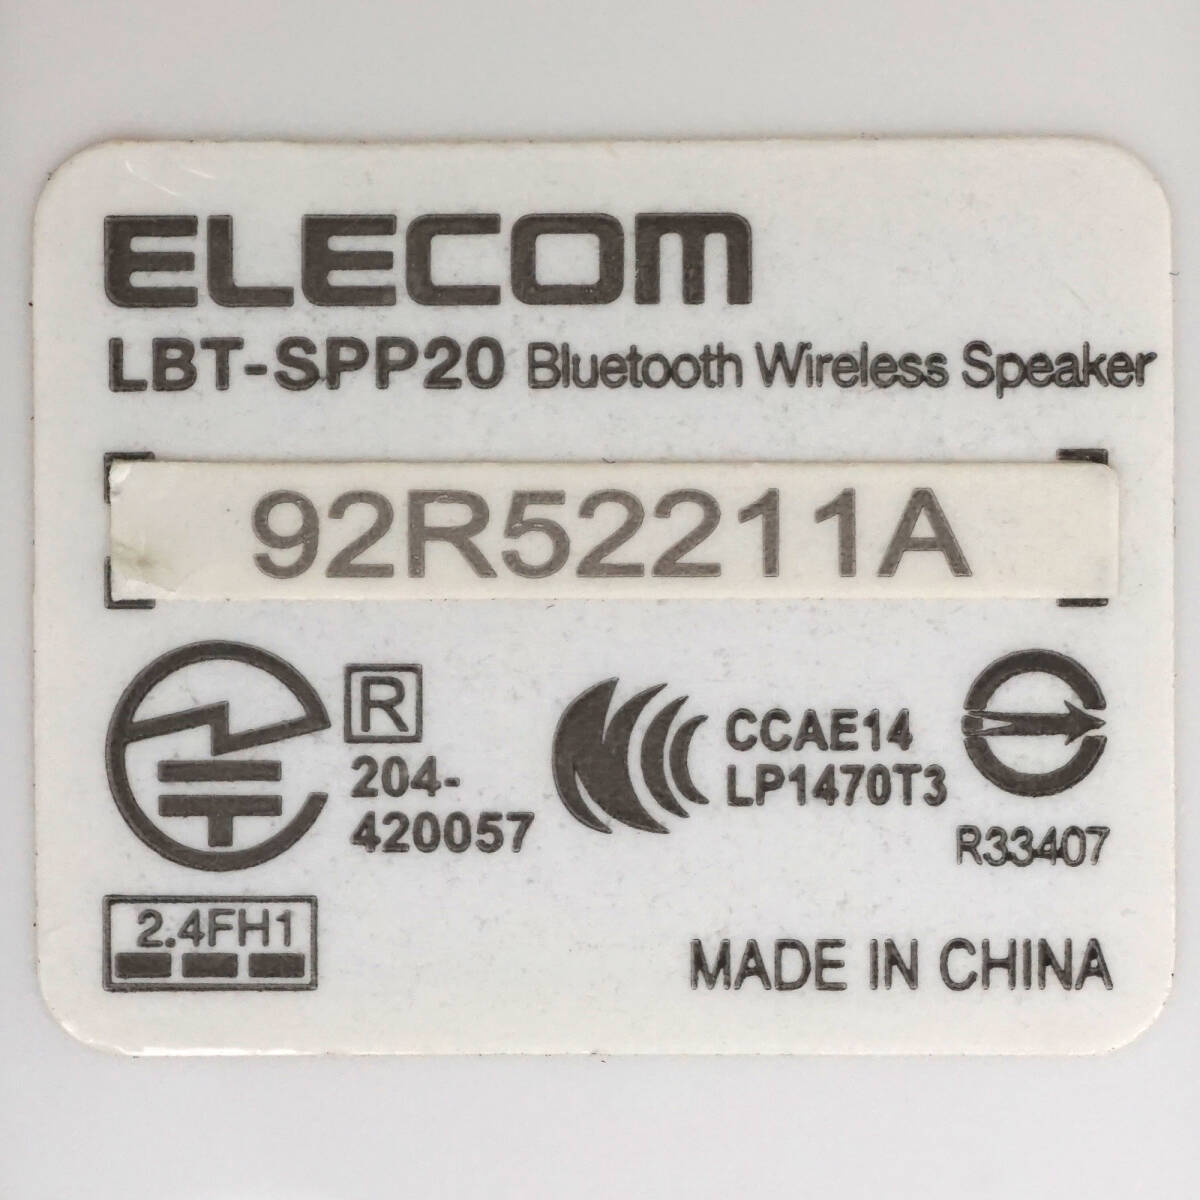 ELECOM
LBT-SPP20 Bluetooth Wireless Speaker
92R52211A
R
204-
420057
CCAE14
LP1470T3
R33407
2.4FH1
MADE IN CHINA